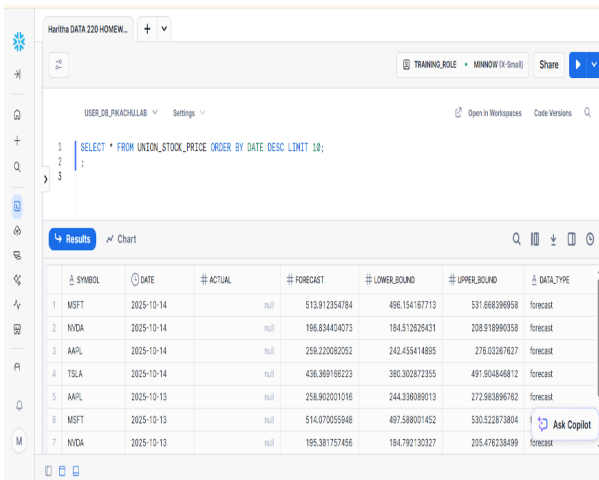 Haritha DATA 220 HOMEW...
TRAINING_ROLE • MINNOW (X-Small)
Share
USER_DB_PIKACHU.LAB
Settings
Open in Workspaces
Code Versions
1 SELECT * FROM UNION_STOCK_PRICE ORDER BY DATE DESC LIMIT 10;
2 ;
3
Results
Chart
SYMBOL DATE ACTUAL FORECAST LOWER_BOUND UPPER_BOUND DATA_TYPE
1 MSFT 2025-10-14 null 513.912354784 496.154167713 531.668396958 forecast
2 NVDA 2025-10-14 null 196.834404073 184.512626431 208.918990358 forecast
3 AAPL 2025-10-14 null 259.220082052 242.455414895 276.03267627 forecast
4 TSLA 2025-10-14 null 436.369166223 380.302872355 491.904846812 forecast
5 AAPL 2025-10-13 null 258.902001016 244.336089013 272.983896762 forecast
6 MSFT 2025-10-13 null 514.070055948 497.588001452 530.522873804
7 NVDA 2025-10-13 null 195.381757456 184.792130327 205.476238499 forecast
Ask Copilot
M